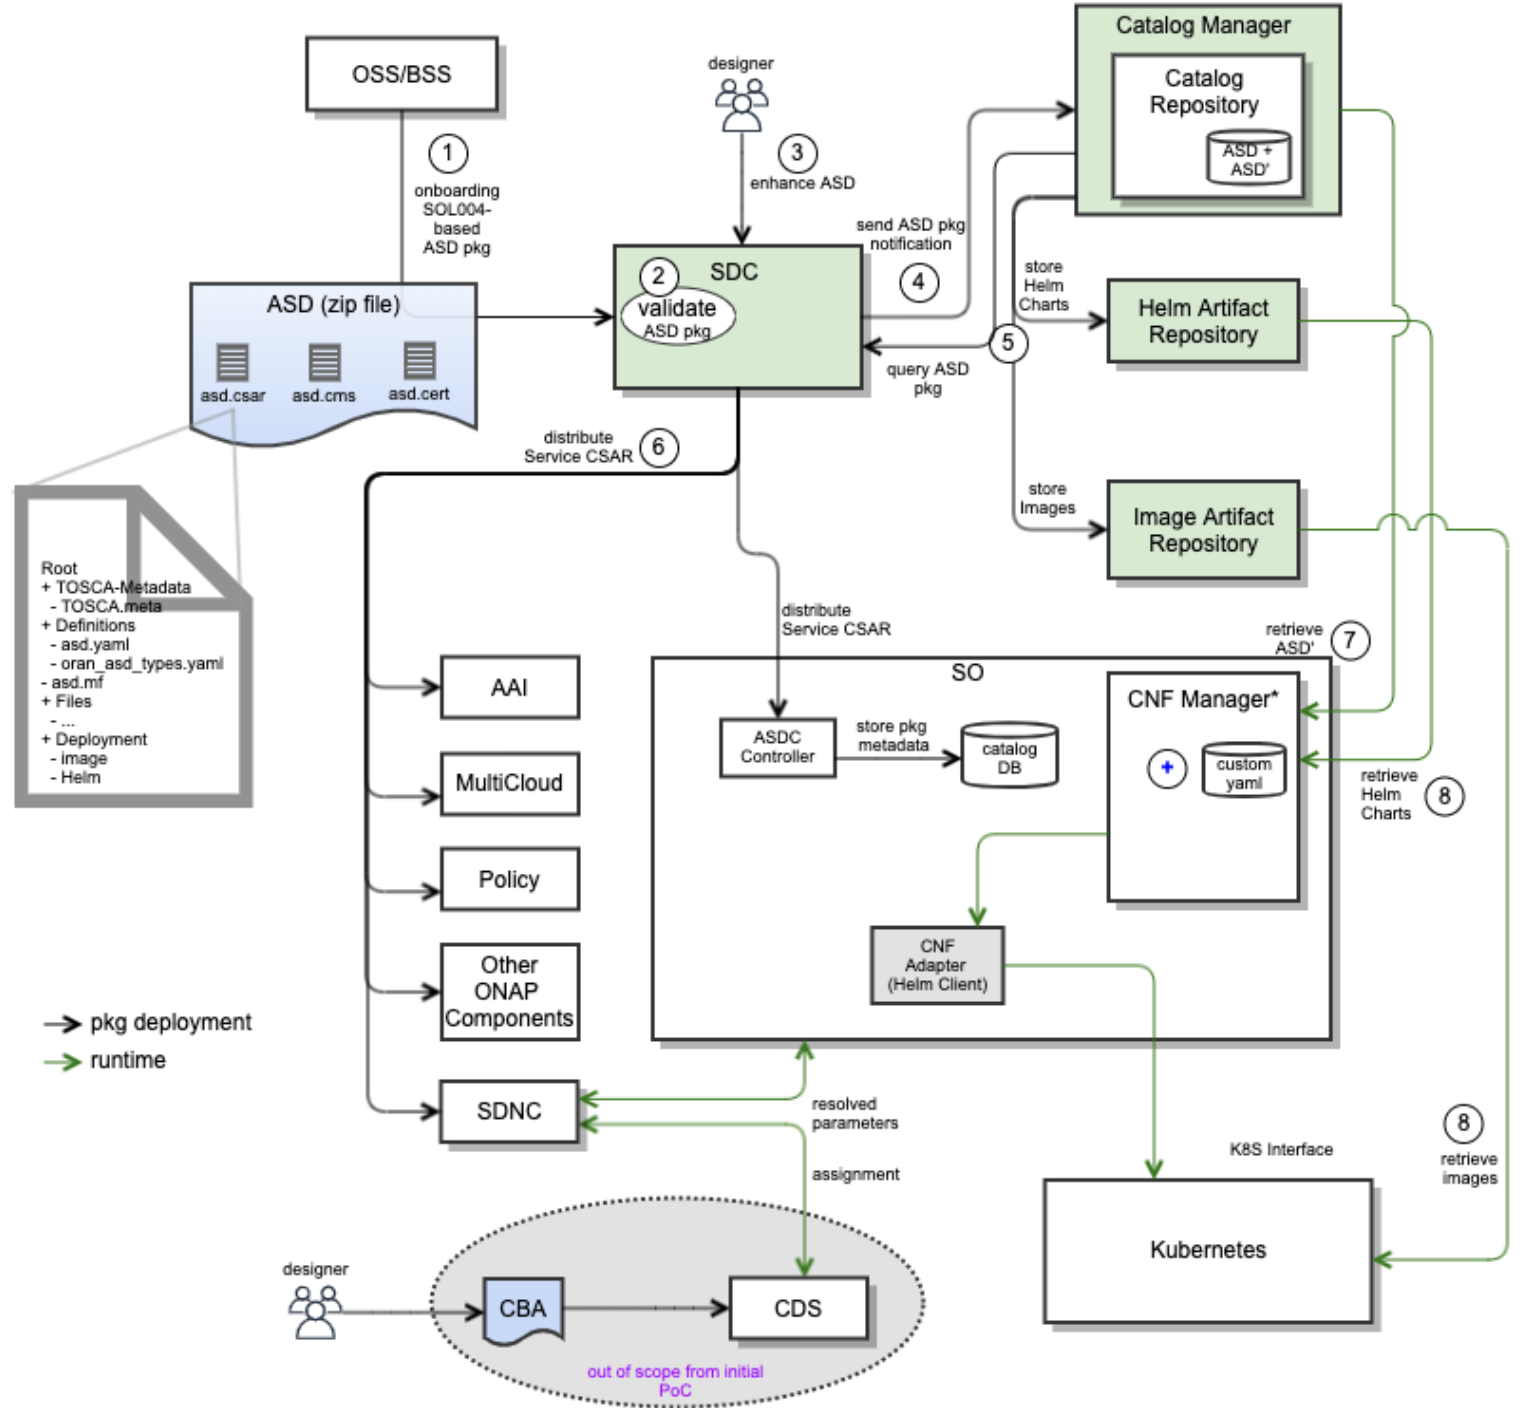 OSS/BSS
1
onboarding
SOL004-
based
ASD pkg
designer
3
enhance ASD
Catalog Manager
Catalog
Repository
ASD +
ASD'
send ASD pkg
notification
4
SDC
2
validate
ASD pkg
ASD (zip file)
asd.csar
asd.cms
asd.cert
store
Helm
Charts
Helm Artifact
Repository
5
query ASD
pkg
distribute
Service CSAR
6
store
Images
Image Artifact
Repository
Root
+ TOSCA-Metadata
- TOSCA.meta
+ Definitions
- asd.yaml
- oran_asd_types.yaml
- asd.mf
+ Files
- ...
+ Deployment
- image
- Helm
distribute
Service CSAR
retrieve
ASD'
7
SO
AAI
MultiCloud
Policy
Other
ONAP
Components
SDNC
ASDC
Controller
store pkg
metadata
catalog
DB
CNF Manager*
+
custom
yaml
retrieve
Helm
Charts
8
CNF
Adapter
(Helm Client)
pkg deployment
runtime
resolved
parameters
assignment
K8S Interface
8
retrieve
images
Kubernetes
designer
CBA
CDS
out of scope from initial
PoC